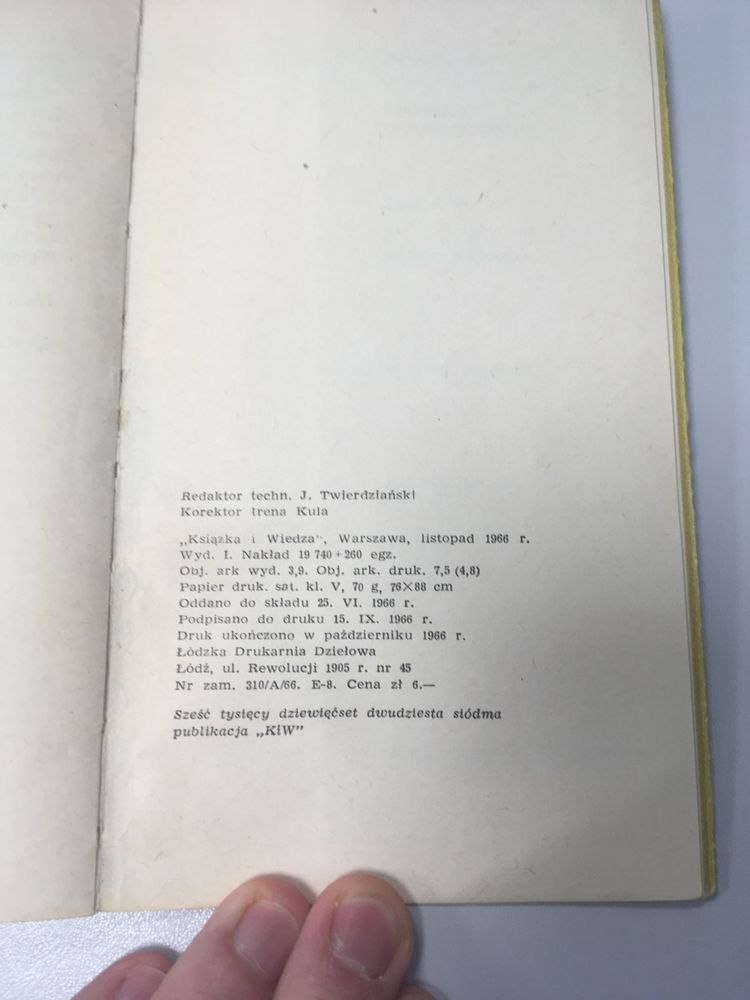 Redaktor techn. J. Twierdziański
Korektor Irena Kula
„Książka i Wiedza", Warszawa, listopad 1966 r.
Wyd. I. Nakład 19 740 + 260 egz.
Obj. ark wyd. 3,9. Obj. ark. druk. 7,5 (4,8)
Papier druk. sat. kl. V, 70 g, 76×88 cm
Oddano do składu 25. VI. 1966 r.
Podpisano do druku 15. IX. 1966 r.
Druk ukończono w październiku 1966 r.
Łódzka Drukarnia Dziełowa
Łódź, ul. Rewolucji 1905 r. nr 45
Nr zam. 310/A/66. E-8. Cena zł 6.—
Sześć tysięcy dziewięćset dwudziesta siódma
publikacja „KiW”